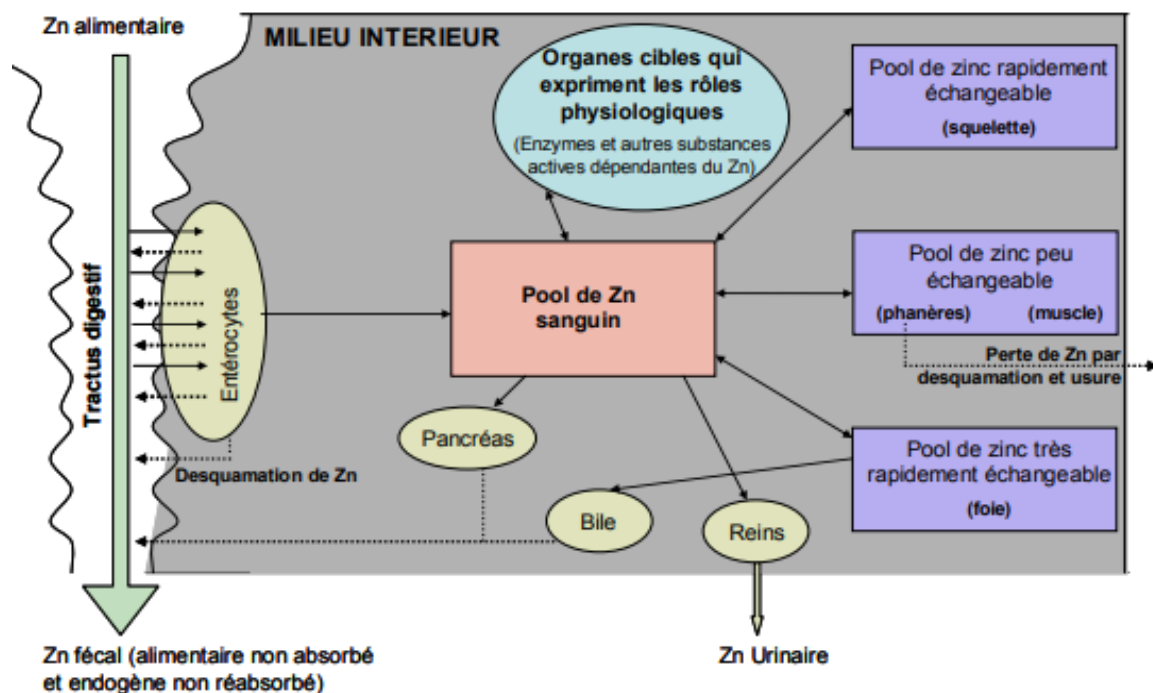 Zn alimentaire
MILIEU INTERIEUR
Organes cibles qui
expriment les rôles
physiologiques
(Enzymes et autres substances
actives dépendantes du Zn)
Pool de zinc rapidement
échangeable
(squelette)
Tractus digestif
Entérocytes
Pool de Zn
sanguin
Pool de zinc peu
échangeable
(phanères) (muscle)
Perte de Zn par
desquamation et usure
Pancréas
Desquamation de Zn
Pool de zinc très
rapidement échangeable
(foie)
Bile
Reins
Zn fécal (alimentaire non absorbé
et endogène non réabsorbé)
Zn Urinaire